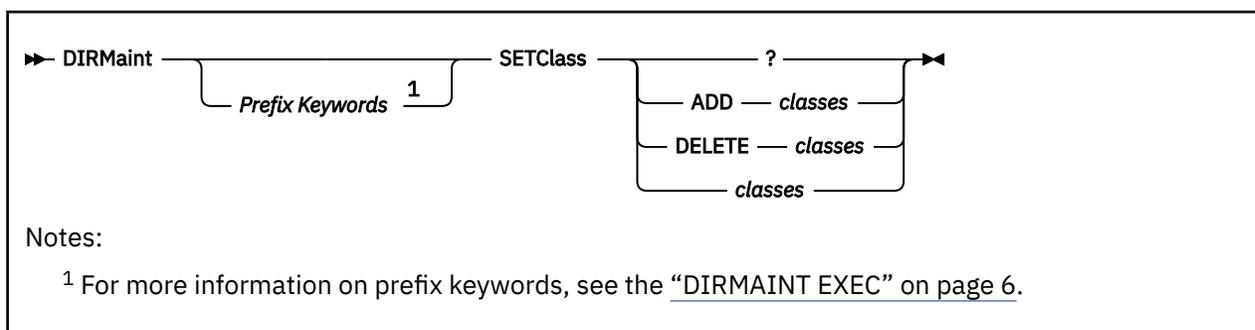 DIRMaint Prefix Keywords 1 SETClass ?
ADD classes
DELETE classes
classes
Notes:
1 For more information on prefix keywords, see the “DIRMAINT EXEC” on page 6.